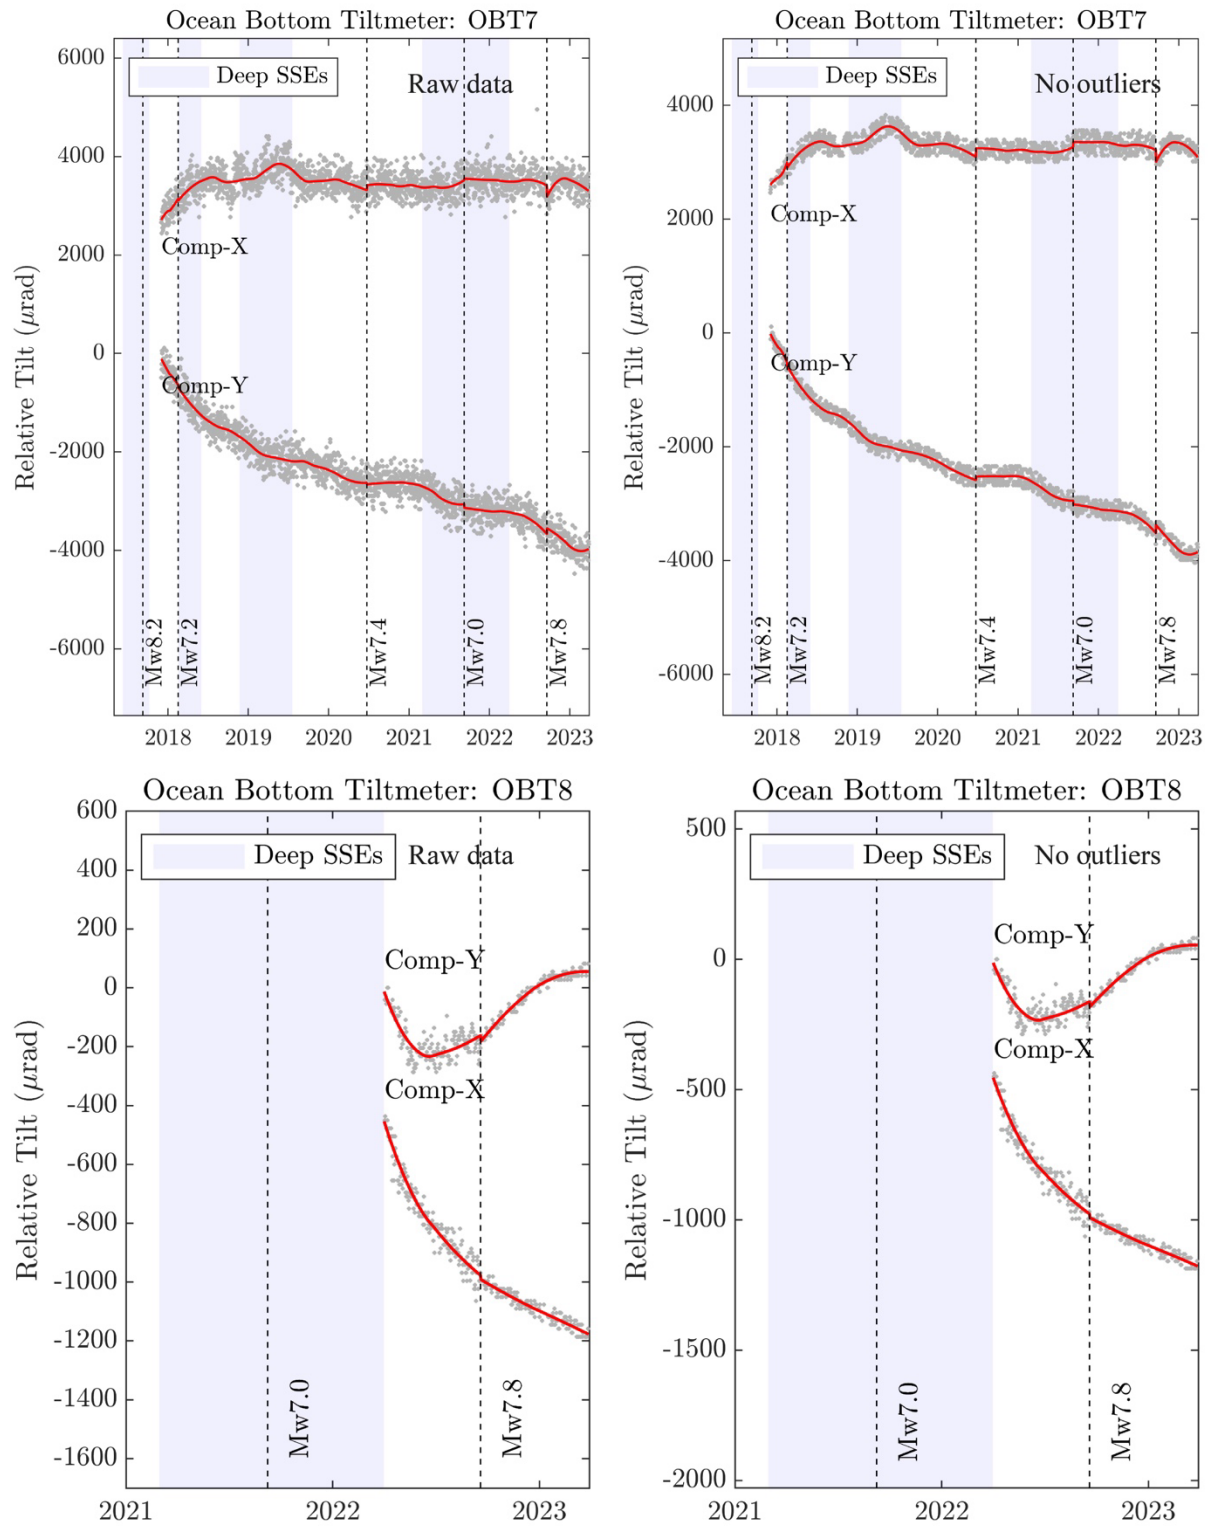 Ocean Bottom Tiltmeter: OBT7
Deep SSEs
Raw data
Relative Tilt (μrad)
6000
4000
2000
0
-2000
-4000
-6000
Comp-X
Comp-Y
Mw8.2
Mw7.2
Mw7.4
Mw7.0
Mw7.8
2018
2019
2020
2021
2022
2023
Ocean Bottom Tiltmeter: OBT7
Deep SSEs
No outliers
Relative Tilt (μrad)
4000
2000
0
-2000
-4000
-6000
Comp-X
Comp-Y
Mw8.2
Mw7.2
Mw7.4
Mw7.0
Mw7.8
2018
2019
2020
2021
2022
2023
Ocean Bottom Tiltmeter: OBT8
Deep SSEs
Raw data
Relative Tilt (μrad)
600
400
200
0
-200
-400
-600
-800
-1000
-1200
-1400
-1600
Comp-Y
Comp-X
Mw7.0
Mw7.8
2021
2022
2023
Ocean Bottom Tiltmeter: OBT8
Deep SSEs
No outliers
Relative Tilt (μrad)
500
0
-500
-1000
-1500
-2000
Comp-Y
Comp-X
Mw7.0
Mw7.8
2021
2022
2023